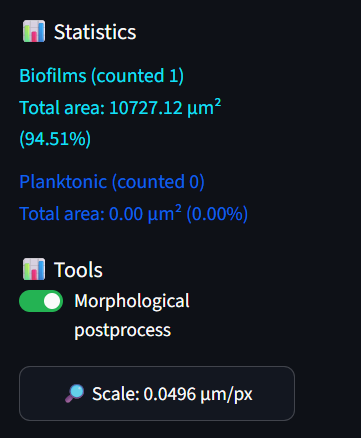 Statistics
Biofilms (counted 1)
Total area: 10727.12 μm²
(94.51%)
Planktonic (counted 0)
Total area: 0.00 μm² (0.00%)
Tools
Morphological
postprocess
Scale: 0.0496 μm/px